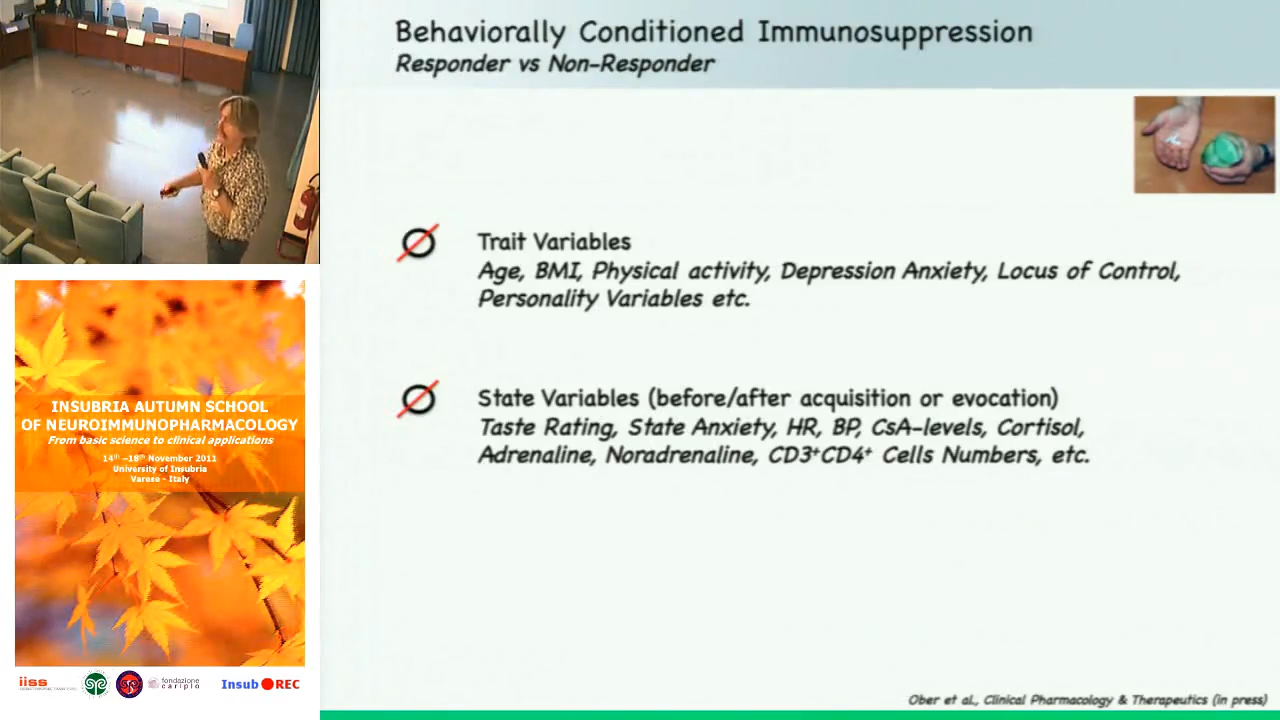 Behaviorally Conditioned Immunosuppression
Responder vs Non-Responder
Ø Trait Variables
Age, BMI, Physical activity, Depression Anxiety, Locus of Control,
Personality Variables etc.
Ø State Variables (before/after acquisition or evocation)
Taste Rating, State Anxiety, HR, BP, CsA-levels, Cortisol,
Adrenaline, Noradrenaline, CD3⁺CD4⁺ Cells Numbers, etc.
Ober et al., Clinical Pharmacology & Therapeutics (in press)
INSUBRIA AUTUMN SCHOOL
OF NEUROIMMUNOPHARMACOLOGY
From basic science to clinical applications
14th –18th November 2011
University of Insubria
Varese - Italy
iiss
fondazione
cariplo
Insub REC